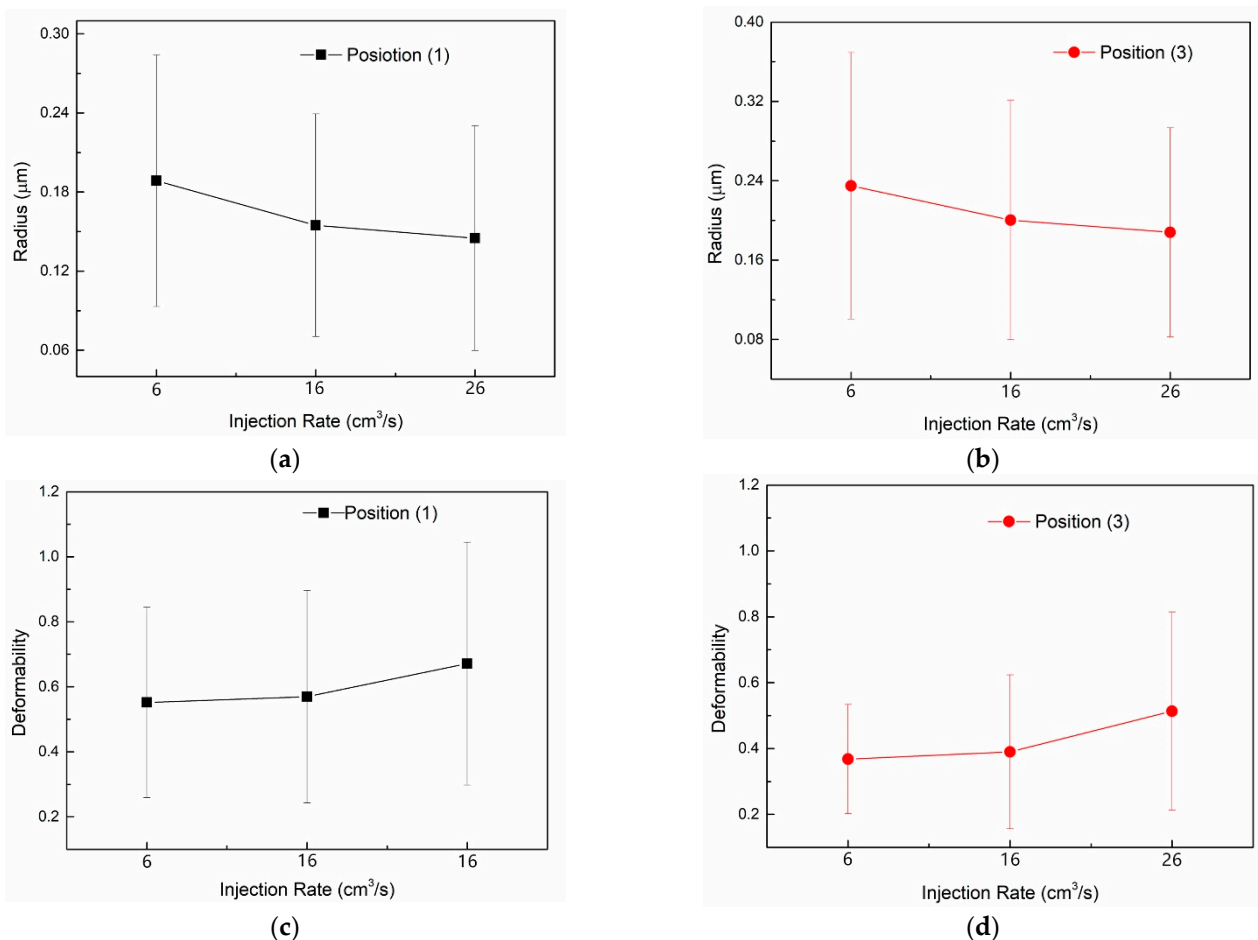 0.30
0.24
0.18
0.12
0.06
Radius (μm)
Posiotion (1)
6
16
26
Injection Rate (cm³/s)
(a)
0.40
0.32
0.24
0.16
0.08
Radius (μm)
Position (3)
6
16
26
Injection Rate (cm³/s)
(b)
1.2
1.0
0.8
0.6
0.4
0.2
Deformability
Position (1)
6
16
16
Injection Rate (cm³/s)
(c)
1.2
1.0
0.8
0.6
0.4
0.2
Deformability
Position (3)
6
16
26
Injection Rate (cm³/s)
(d)